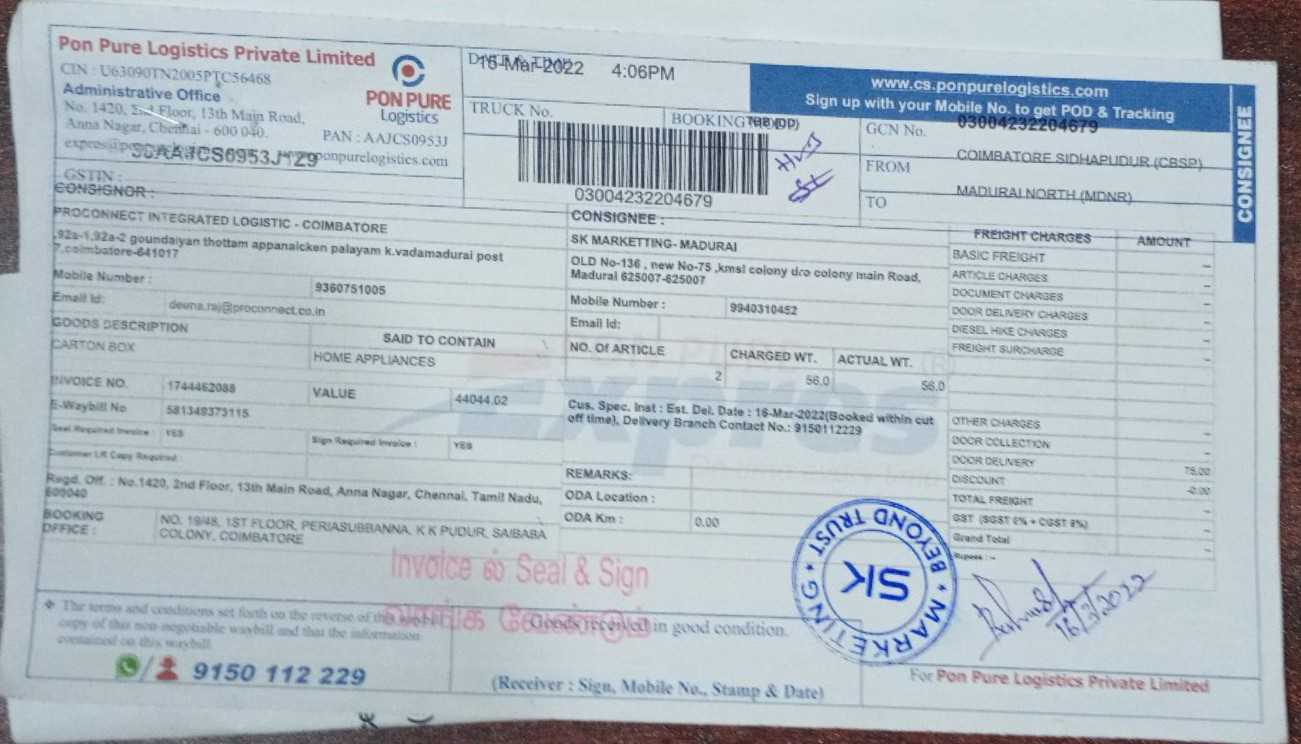 Pon Pure Logistics Private Limited
CIN : U63090TN2005PTC56468
Administrative Office
No. 1420, 2nd Floor, 13th Main Road,
Anna Nagar, Chennai - 600 040.
PAN : AAJCS0953J
ponpurelogistics.com
GSTIN :
PON PURE
Logistics
16-Mar-2022 4:06PM
TRUCK No.
BOOKING
03004232204679
www.cs.ponpurelogistics.com
Sign up with your Mobile No. to get POD & Tracking
GCN No. 03004232204679
FROM COIMBATORE SIDHAPUDUR (CBSP)
TO MADURAI NORTH (MDNR)
CONSIGNEE
CONSIGNOR :
PROCONNECT INTEGRATED LOGISTIC - COIMBATORE
,92a-1,92a-2 goundaiyan thottam appanaicken palayam k.vadamadurai post
7,coimbatore-641017
Mobile Number : 9360751005
Email Id: deena.raj@proconnect.co.in
GOODS DESCRIPTION SAID TO CONTAIN
CARTON BOX HOME APPLIANCES
INVOICE NO. 1744462088 VALUE 44044.02
E-Waybill No 581349373115
Seal Required Invoice : YES Sign Required Invoice : YES
Customer LR Copy Required :
Regd. Off. : No.1420, 2nd Floor, 13th Main Road, Anna Nagar, Chennai, Tamil Nadu,
600040
BOOKING OFFICE : NO. 19/48, 1ST FLOOR, PERIASUBBANNA, K K PUDUR, SAIBABA
COLONY, COIMBATORE
CONSIGNEE :
SK MARKETTING- MADURAI
OLD No-136 , new No-75 ,kmsl colony dro colony main Road,
Madurai 625007-625007
Mobile Number : 9940310452
Email Id:
NO. Of ARTICLE CHARGED WT. ACTUAL WT.
2 56.0 56.0
Cus. Spec. Inst : Est. Del. Date : 16-Mar-2022(Booked within cut
off time), Delivery Branch Contact No.: 9150112229
REMARKS:
ODA Location :
ODA Km : 0.00
FREIGHT CHARGES AMOUNT
BASIC FREIGHT --
ARTICLE CHARGES --
DOCUMENT CHARGES --
DOOR DELIVERY CHARGES --
DIESEL HIKE CHARGES --
FREIGHT SURCHARGE --
OTHER CHARGES --
DOOR COLLECTION --
DOOR DELIVERY 75.00
DISCOUNT -0.00
TOTAL FREIGHT --
GST (SGST 6% + CGST 6%) --
Grand Total --
Rupees : --
Expres
Invoice ல் Seal & Sign
வேண்டும்
The terms and conditions set forth on the reverse of
copy of this non-negotiable waybill and that the information
contained on this waybill
9150 112 229
Goods received in good condition.
(Receiver : Sign, Mobile No., Stamp & Date)
SK
MARKETING
BEYOND TRUST
16/3/2022
For Pon Pure Logistics Private Limited